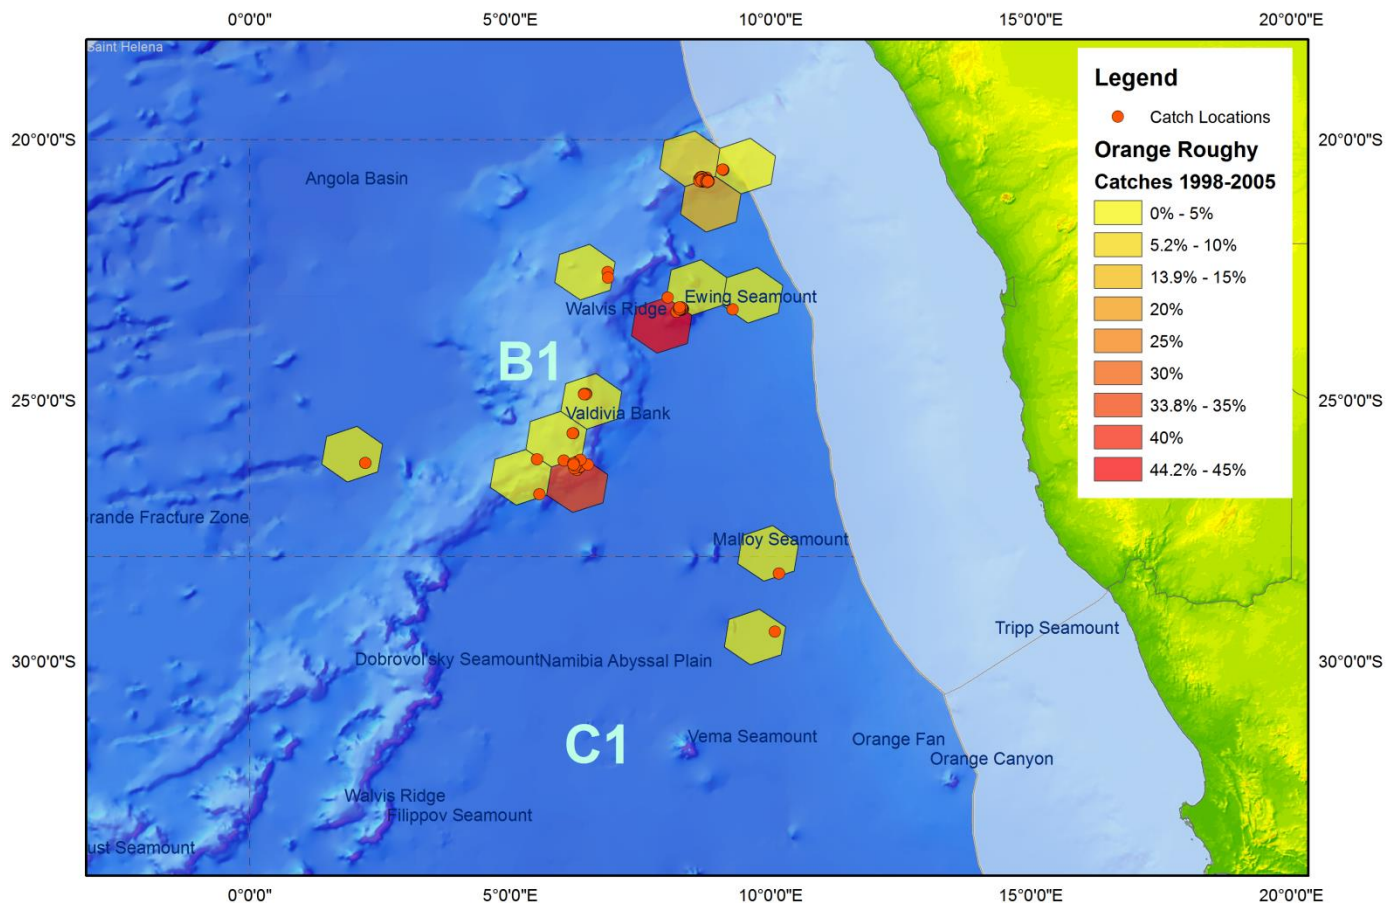 0°0'0" 5°0'0"E 10°0'0"E 15°0'0"E 20°0'0"E
Saint Helena
Legend
Catch Locations
20°0'0"S 20°0'0"S
Orange Roughy
Angola Basin
Catches 1998-2005
0% - 5%
5.2% - 10%
13.9% - 15%
Ewing Seamount
Walvis Ridge
20%
25%
B1
30%
25°0'0"S 25°0'0"S
33.8% - 35%
Valdivia Bank
40%
44.2% - 45%
rande Fracture Zone
Malloy Seamount
Tripp Seamount
30°0'0"S 30°0'0"S
Dobrovol'sky Seamount Namibia Abyssal Plain
C1
Vema Seamount
Orange Fan
Orange Canyon
Walvis Ridge
Filippov Seamount
ust Seamount
0°0'0" 5°0'0"E 10°0'0"E 15°0'0"E 20°0'0"E